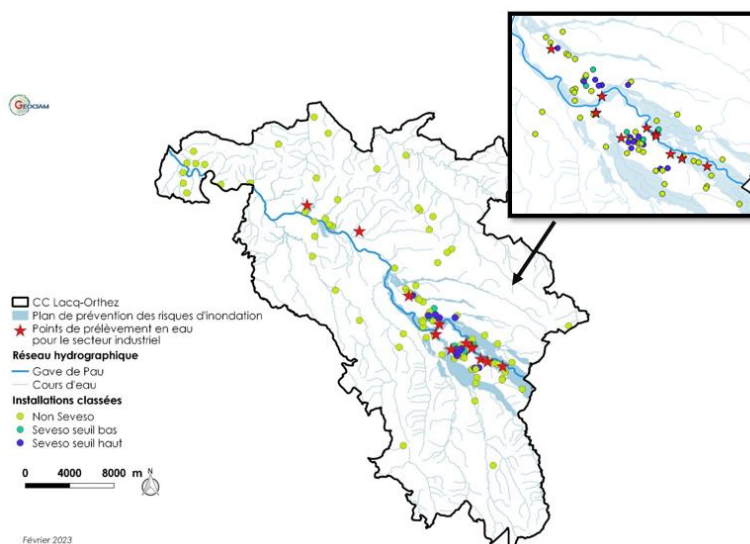 GEOCIAM
CC Lacq-Orthez
Plan de prévention des risques d'inondation
Points de prélèvement en eau
pour le secteur industriel
Réseau hydrographique
Gave de Pau
Cours d'eau
Installations classées
Non Seveso
Seveso seuil bas
Seveso seuil haut
0 4000 8000 m N
Février 2023